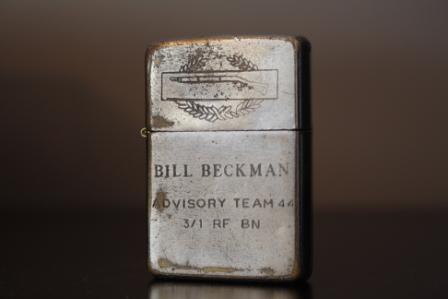 BILL BECKMAN
ADVISORY TEAM 44
3/1 RF BN